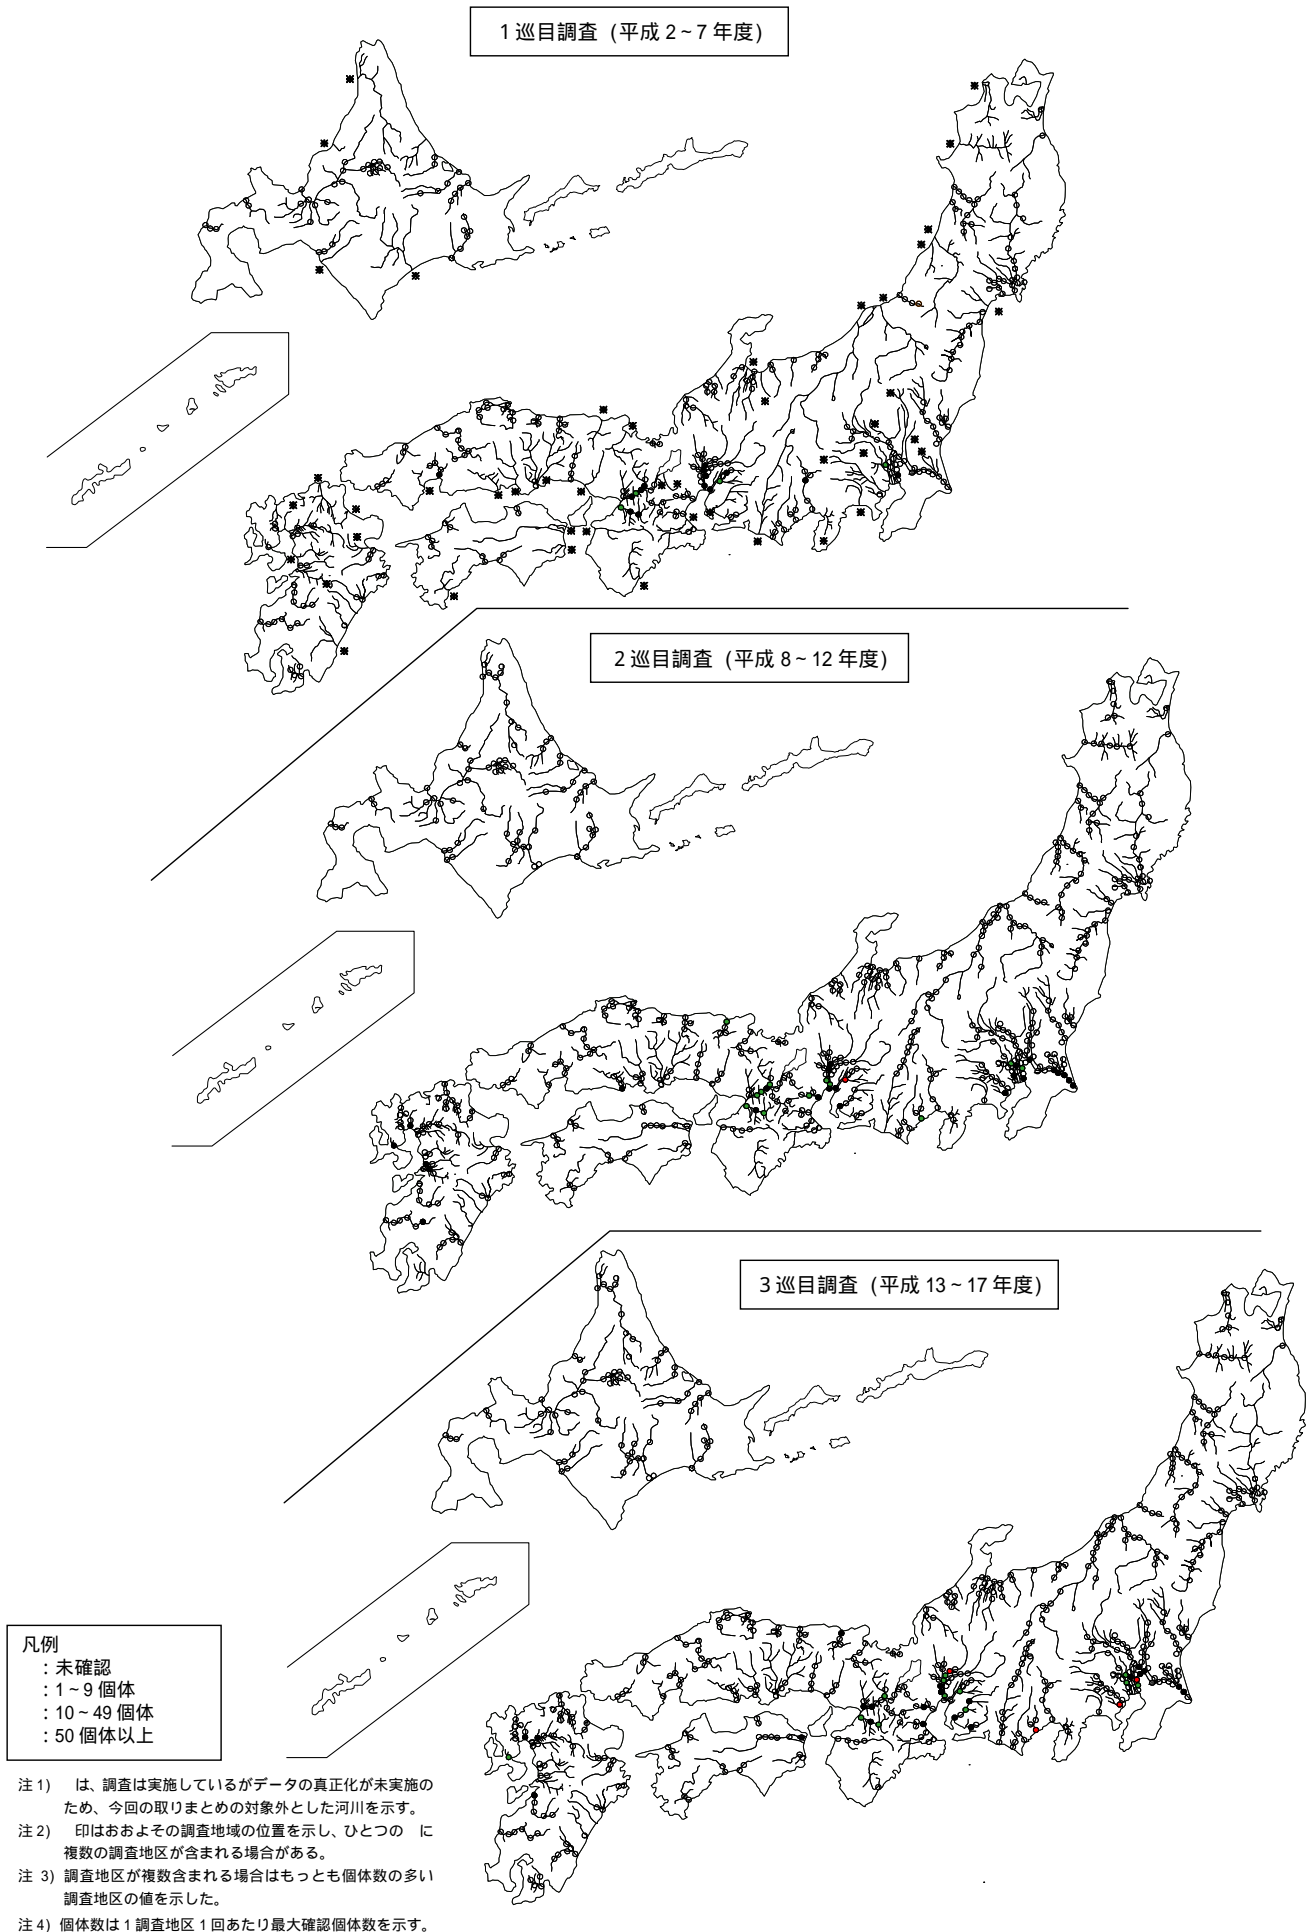 1巡目調査 (平成2~7年度)
2巡目調査 (平成8~12年度)
3巡目調査 (平成13~17年度)
凡例
:未確認
:1~9個体
:10~49個体
:50個体以上
注1) は、調査は実施しているがデータの真正化が未実施の
ため、今回の取りまとめの対象外とした河川を示す。
注2) 印はおおよその調査地域の位置を示し、ひとつの に
複数の調査地区が含まれる場合がある。
注 3) 調査地区が複数含まれる場合はもっとも個体数の多い
調査地区の値を示した。
注4) 個体数は1調査地区1回あたり最大確認個体数を示す。